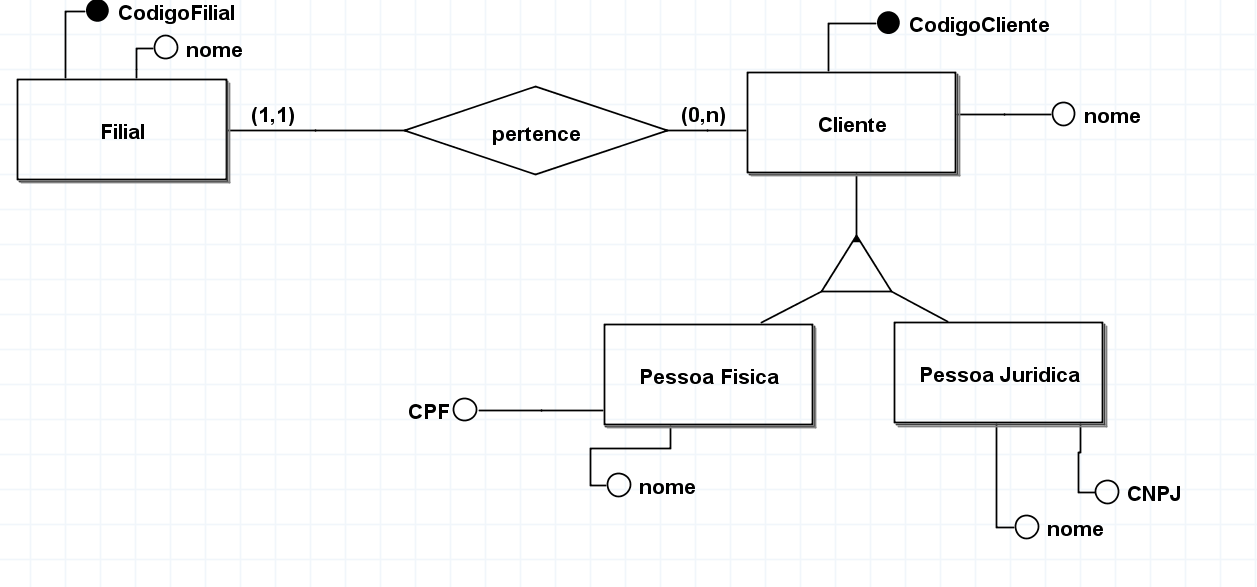 CodigoFilial
nome
CodigoCliente
Filial
(1,1)
pertence
(0,n)
Cliente
nome
Pessoa Fisica
Pessoa Juridica
CPF
nome
CNPJ
nome